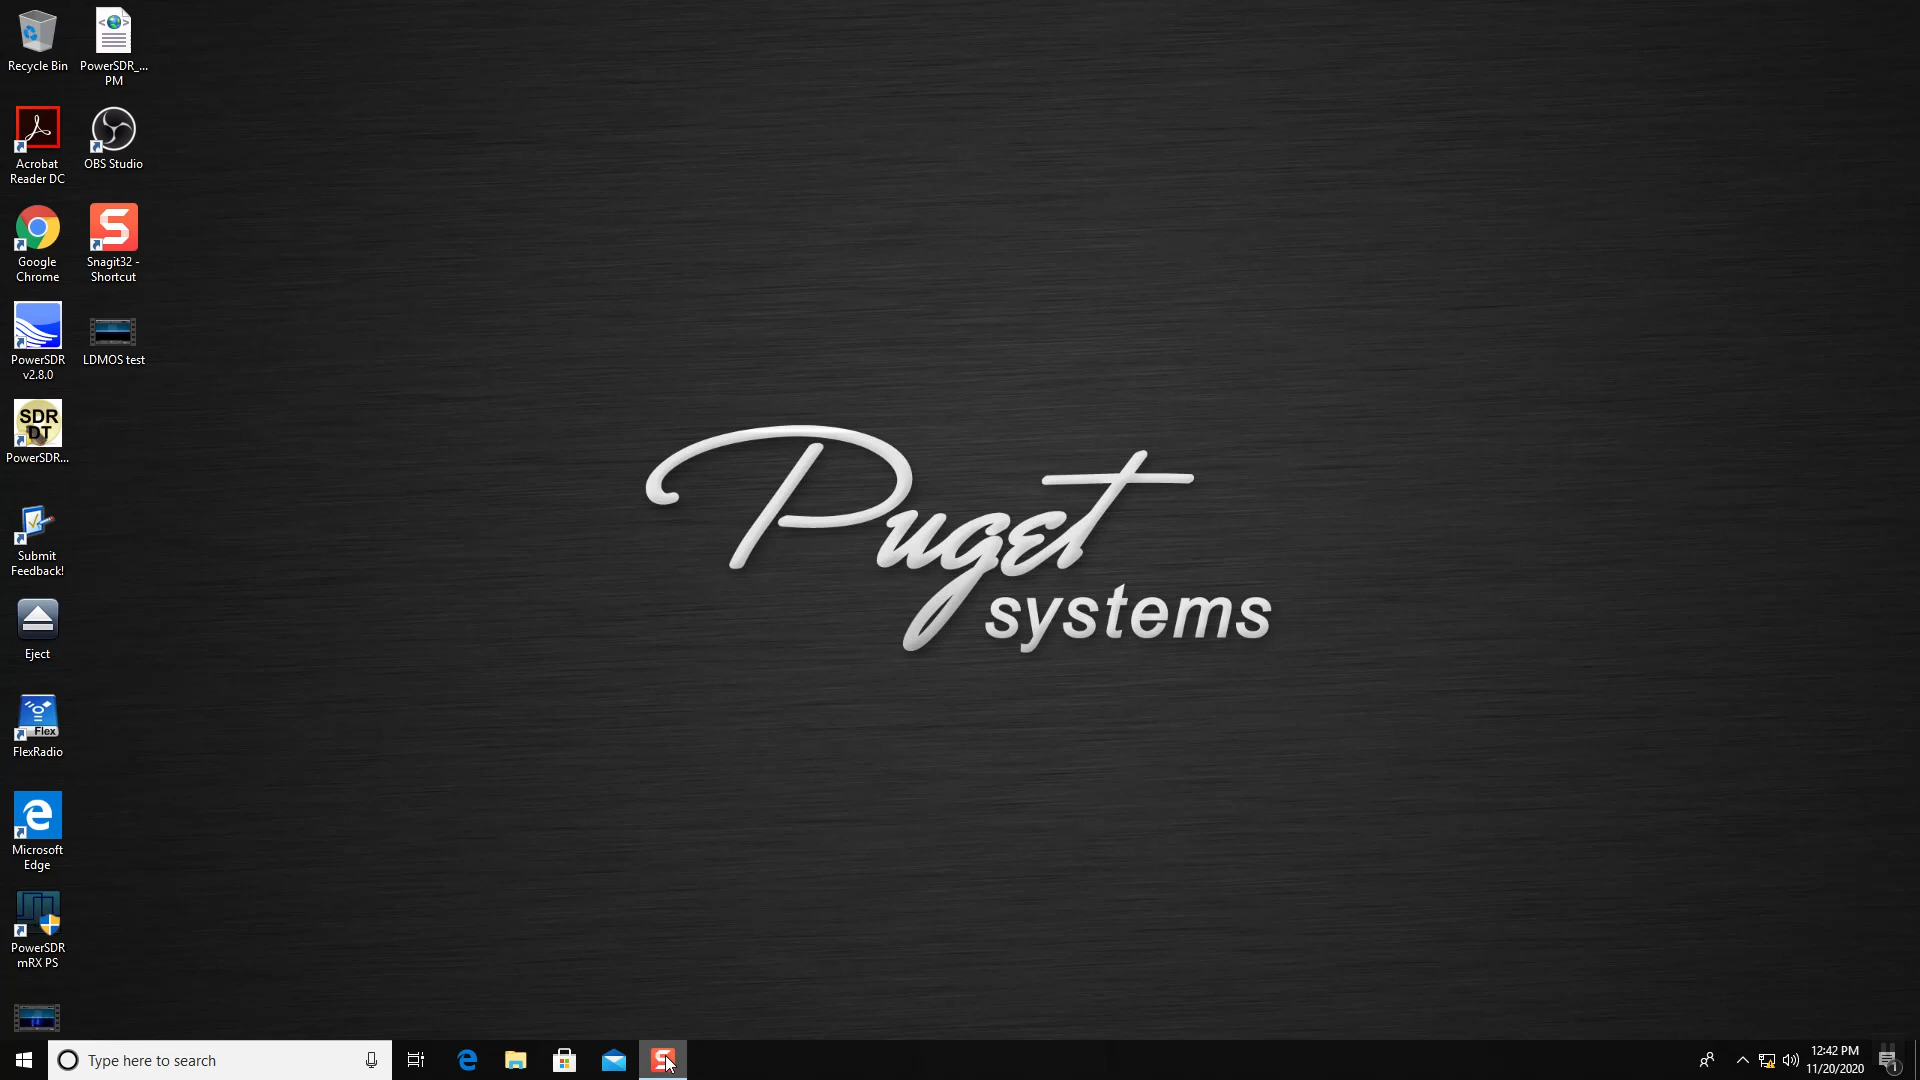 Recycle Bin
PowerSDR_...
PM
Acrobat
Reader DC
OBS Studio
Google
Chrome
Snagit32 -
Shortcut
PowerSDR
v2.8.0
LDMOS test
SDR
DT
PowerSDR...
Submit
Feedback!
Eject
Flex
FlexRadio
Microsoft
Edge
PowerSDR
mRX PS
Puget
systems
Type here to search
12:42 PM
11/20/2020
1